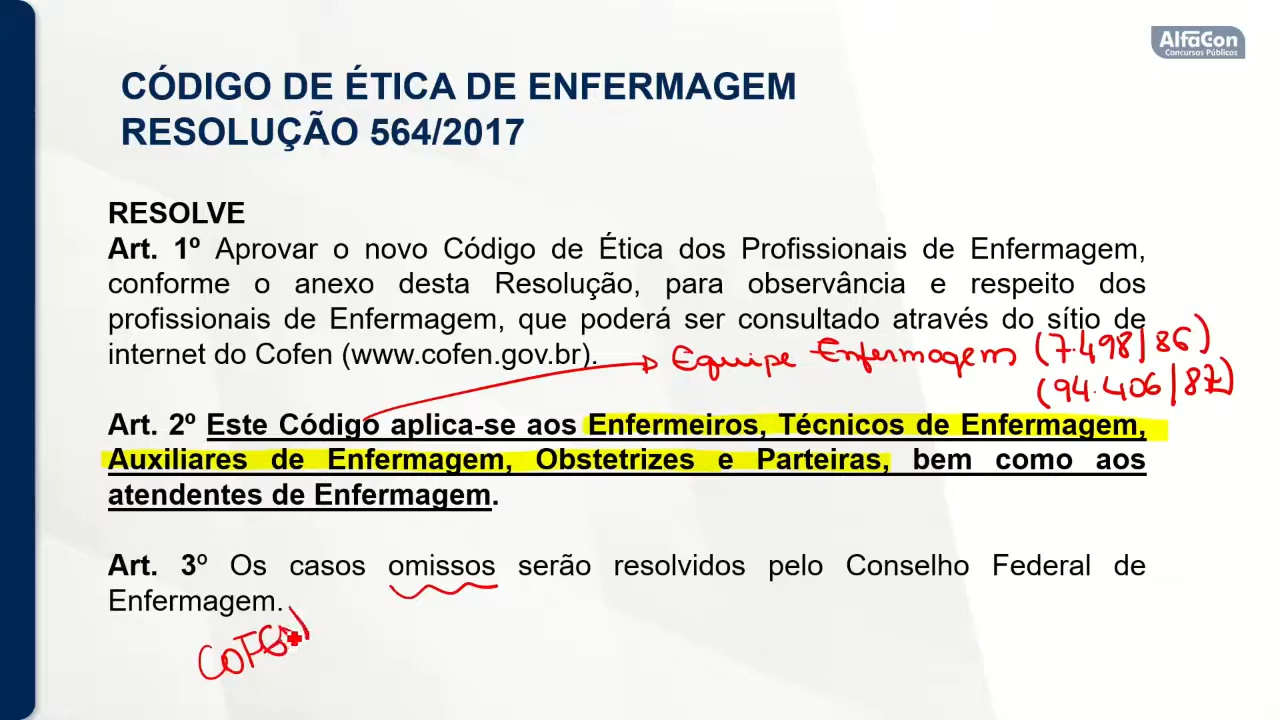 AlfaCon
Concursos Públicos
CÓDIGO DE ÉTICA DE ENFERMAGEM
RESOLUÇÃO 564/2017
RESOLVE
Art. 1º Aprovar o novo Código de Ética dos Profissionais de Enfermagem,
conforme o anexo desta Resolução, para observância e respeito dos
profissionais de Enfermagem, que poderá ser consultado através do sítio de
internet do Cofen (www.cofen.gov.br).
Equipe Enfermagem (7.498/86)
(94.406/87)
Art. 2º Este Código aplica-se aos Enfermeiros, Técnicos de Enfermagem,
Auxiliares de Enfermagem, Obstetrizes e Parteiras, bem como aos
atendentes de Enfermagem.
Art. 3º Os casos omissos serão resolvidos pelo Conselho Federal de
Enfermagem.
COFEN